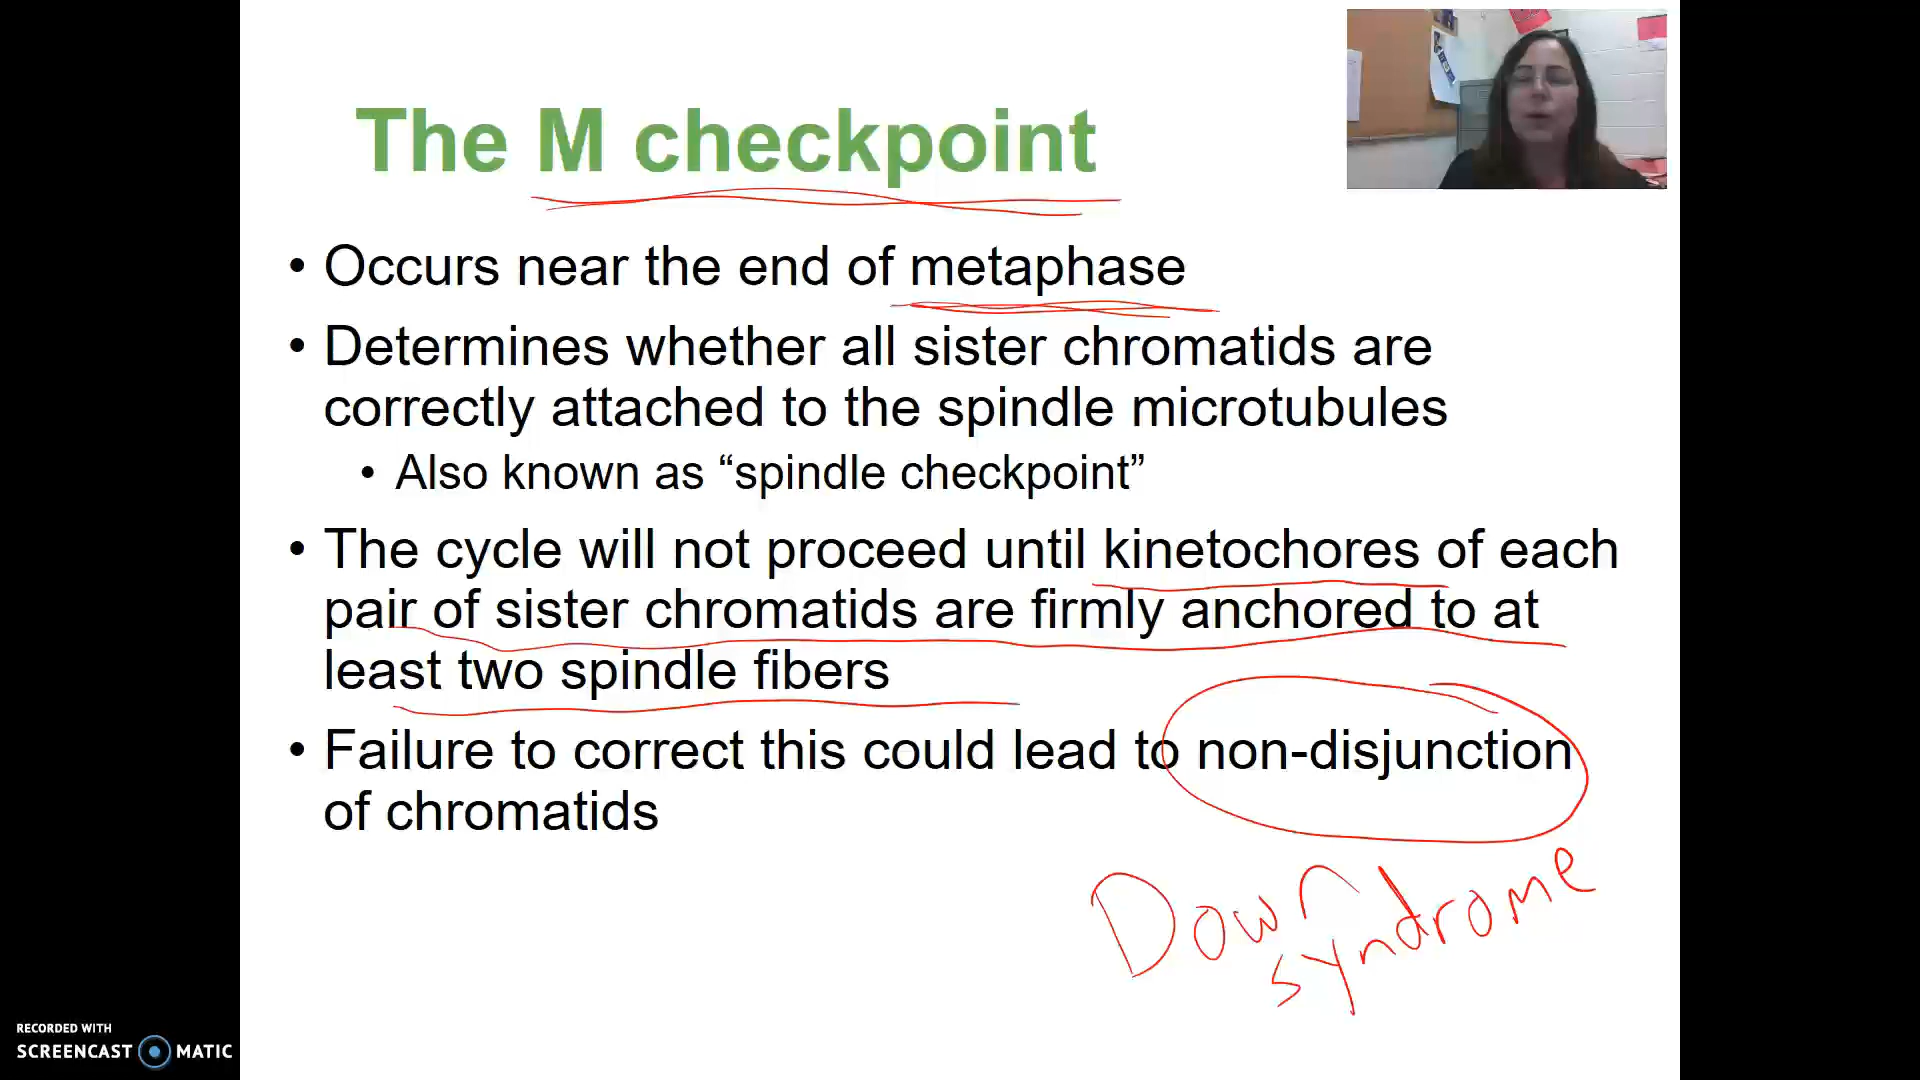 The M checkpoint
• Occurs near the end of metaphase
• Determines whether all sister chromatids are
correctly attached to the spindle microtubules
• Also known as “spindle checkpoint”
• The cycle will not proceed until kinetochores of each
pair of sister chromatids are firmly anchored to at
least two spindle fibers
• Failure to correct this could lead to non-disjunction
of chromatids
Down
syndrome
RECORDED WITH
SCREENCAST MATIC